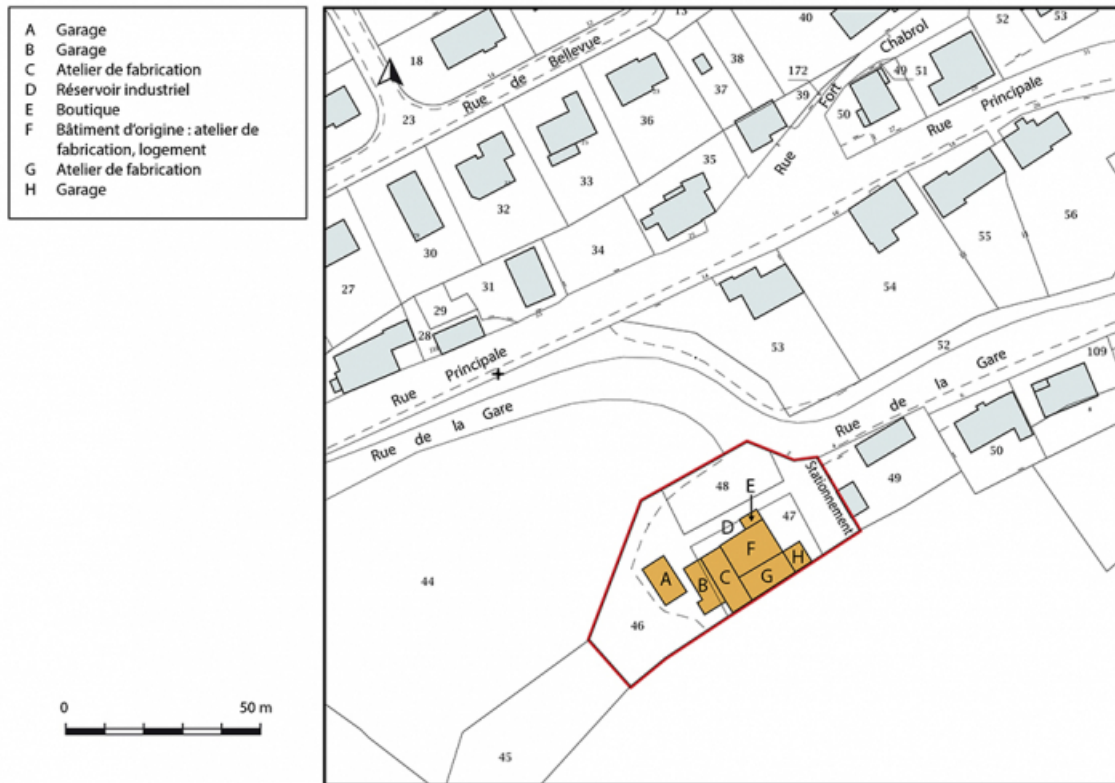 A Garage
B Garage
C Atelier de fabrication
D Réservoir industriel
E Boutique
F Bâtiment d'origine : atelier de
fabrication, logement
G Atelier de fabrication
H Garage
0 50 m
18
13
40
52
53
Rue de Bellevue
38
172
39
Fort Chabrol
49
51
23
37
50
36
Rue Principale
35
Rue
33
32
30
34
55
56
27
31
54
29
28
53
52
Rue Principale
Rue de la Gare
109
Rue de la Gare
50
48
E
Stationnement
49
D
47
F
H
A
B
C
G
44
46
45